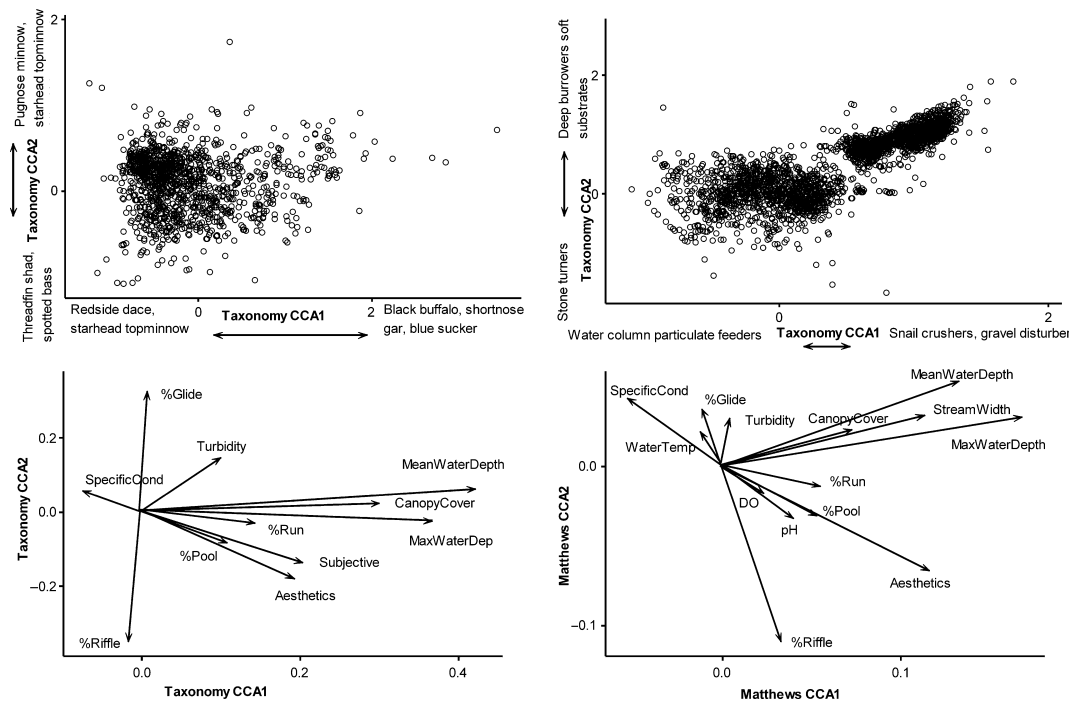 Pugnose minnow,
starhead topminnow
Taxonomy CCA2
Threadfin shad,
spotted bass
2
0
0
2
Redside dace,
starhead topminnow
Taxonomy CCA1
Black buffalo, shortnose
gar, blue sucker
Deep burrowers soft
substrates
Taxonomy CCA2
Stone turners
2
0
0
2
Water column particulate feeders
Taxonomy CCA1
Snail crushers, gravel disturber
%Glide
Turbidity
SpecificCond
MeanWaterDepth
CanopyCover
%Run
MaxWaterDep
%Pool
Subjective
Aesthetics
%Riffle
0.2
0.0
−0.2
Taxonomy CCA2
0.0
0.2
0.4
Taxonomy CCA1
MeanWaterDepth
SpecificCond
%Glide
StreamWidth
Turbidity
CanopyCover
WaterTemp
MaxWaterDepth
%Run
DO
%Pool
pH
Aesthetics
%Riffle
0.0
−0.1
Matthews CCA2
0.0
0.1
Matthews CCA1